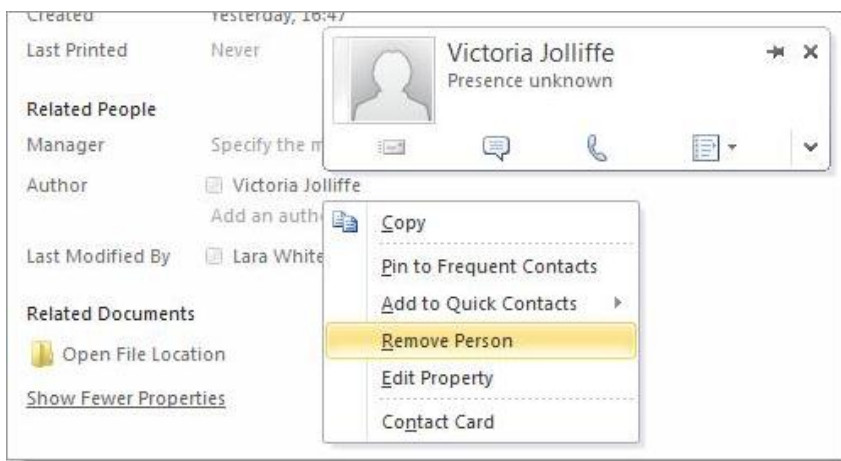 Created Yesterday, 16:47
Last Printed Never
Victoria Jolliffe
Presence unknown
Related People
Manager Specify the m
Author Victoria Jolliffe
Add an autho
Last Modified By Lara White
Copy
Pin to Frequent Contacts
Add to Quick Contacts
Remove Person
Edit Property
Contact Card
Related Documents
Open File Location
Show Fewer Properties